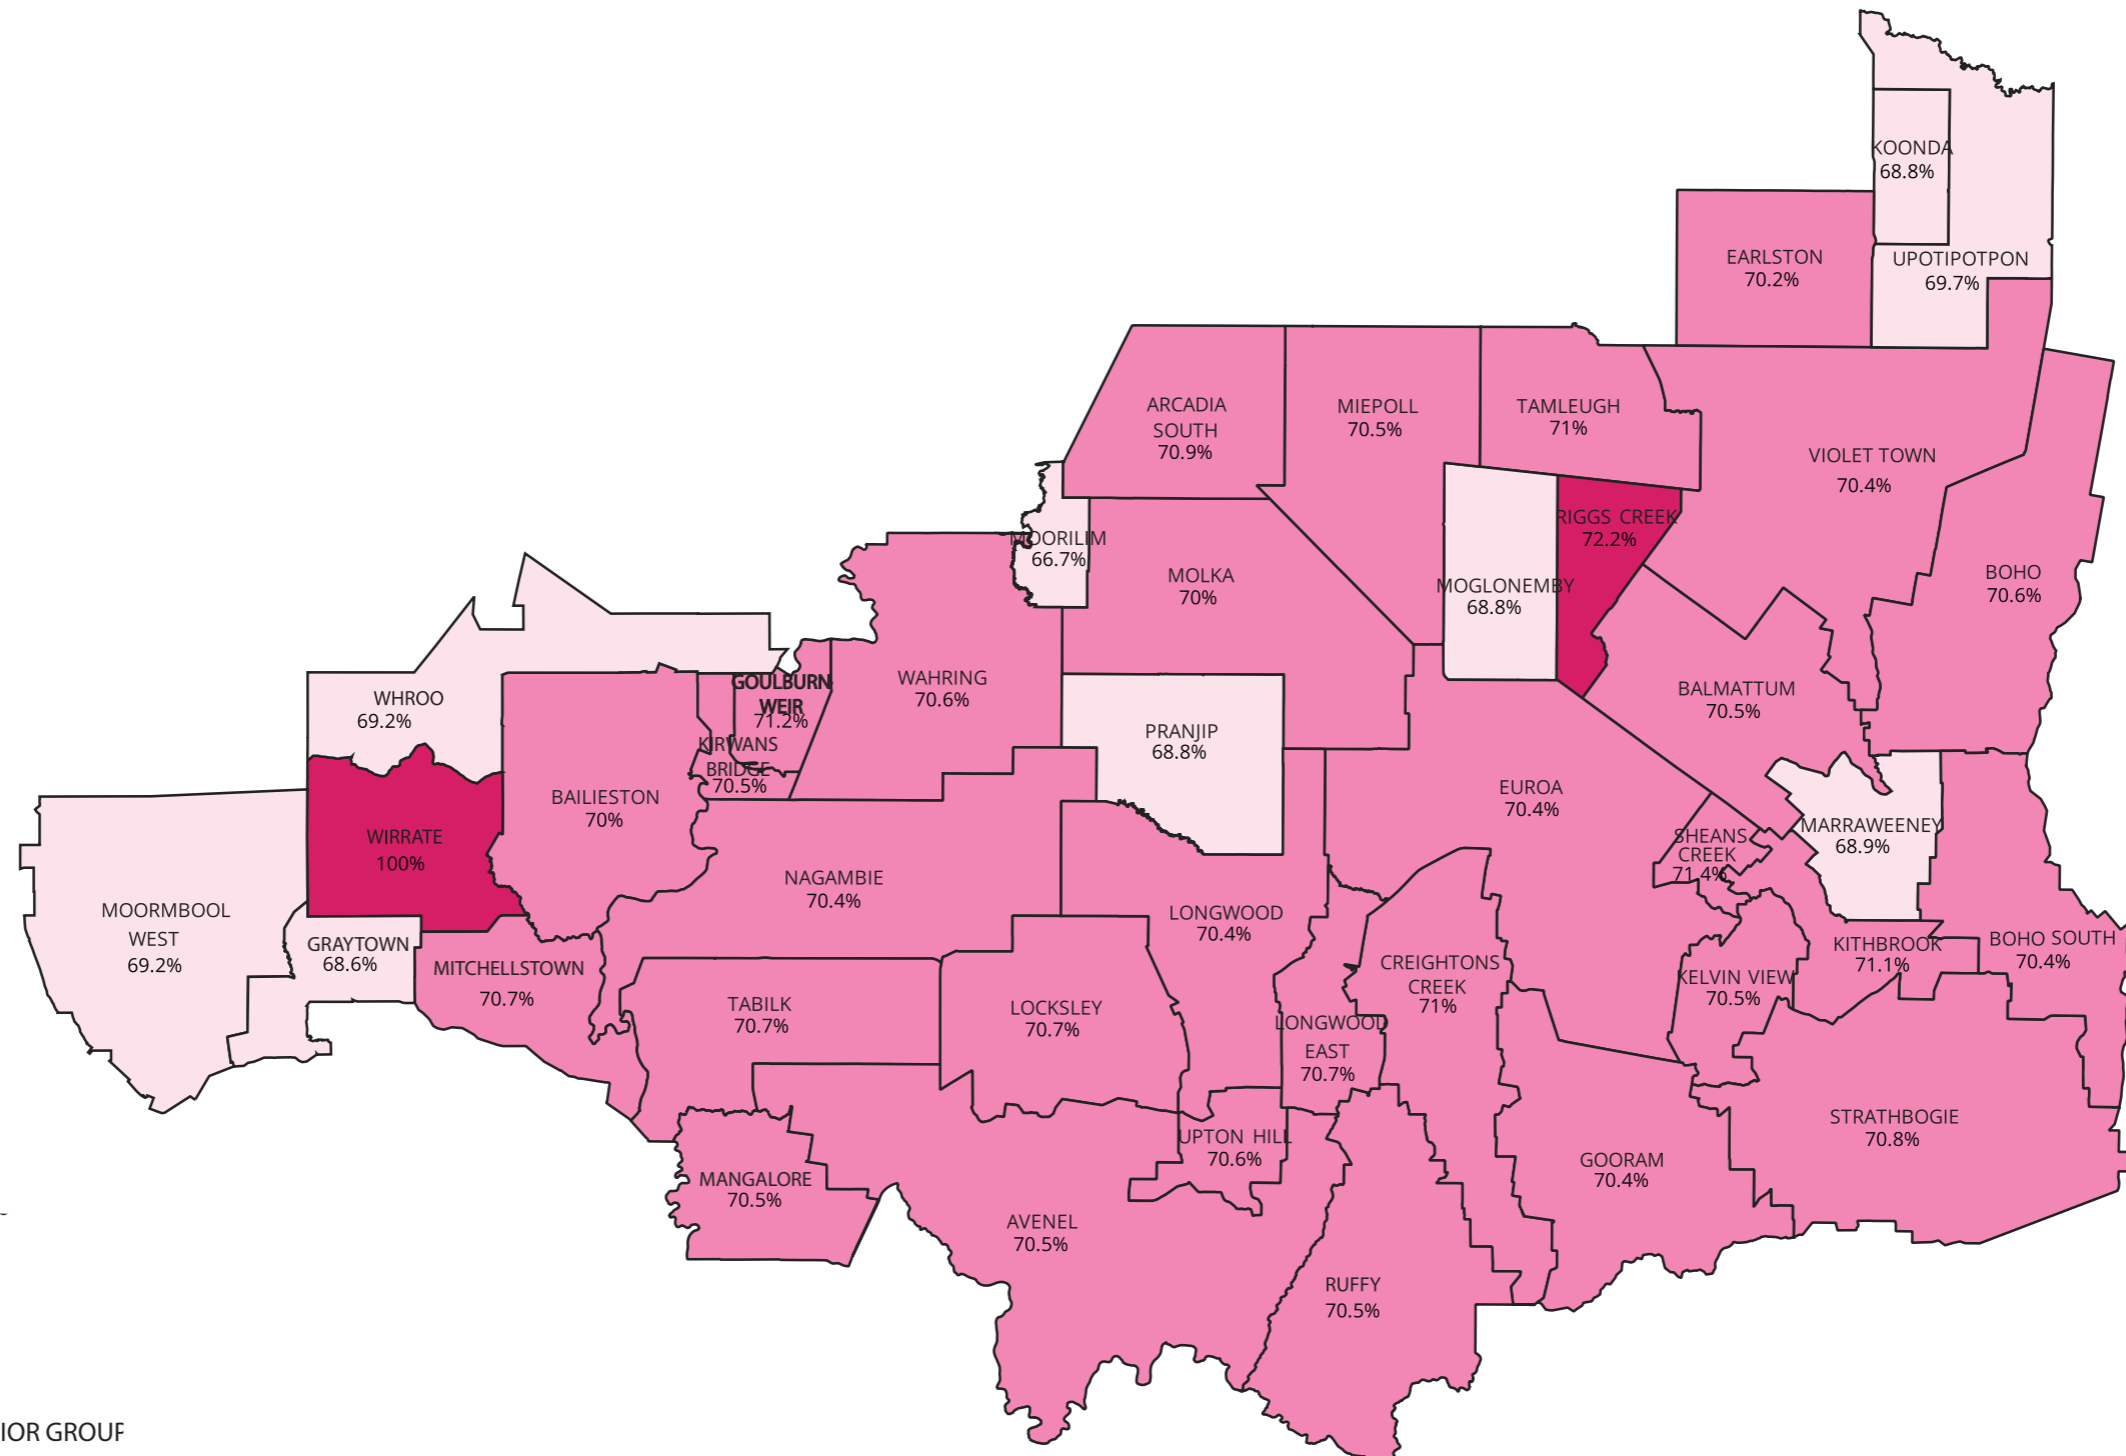 KOONDA
68.8%
EARLSTON
70.2%
UPOTIPOTPON
69.7%
ARCADIA
SOUTH
70.9%
MIEPOLL
70.5%
TAMLEUGH
71%
VIOLET TOWN
70.4%
RIGGS CREEK
72.2%
MOORILIM
66.7%
MOLKA
70%
MOGLONEMBY
68.8%
BOHO
70.6%
WHROO
69.2%
GOULBURN
WEIR
71.2%
WAHRING
70.6%
BALMATTUM
70.5%
PRANJIP
68.8%
KIRWANS
BRIDGE
70.5%
BAILIESTON
70%
EUROA
70.4%
WIRRATE
100%
SHEANS
CREEK
71.4%
MARRAWEENEY
68.9%
NAGAMBIE
70.4%
MOORMBOOL
WEST
69.2%
GRAYTOWN
68.6%
MITCHELLSTOWN
70.7%
LONGWOOD
70.4%
CREIGHTONS
CREEK
71%
KITHBROOK
71.1%
BOHO SOUTH
70.4%
KELVIN VIEW
70.5%
TABILK
70.7%
LOCKSLEY
70.7%
LONGWOOD
EAST
70.7%
STRATHBOGIE
70.8%
UPTON HILL
70.6%
GOORAM
70.4%
MANGALORE
70.5%
AVENEL
70.5%
RUFFY
70.5%
IOR GROUP